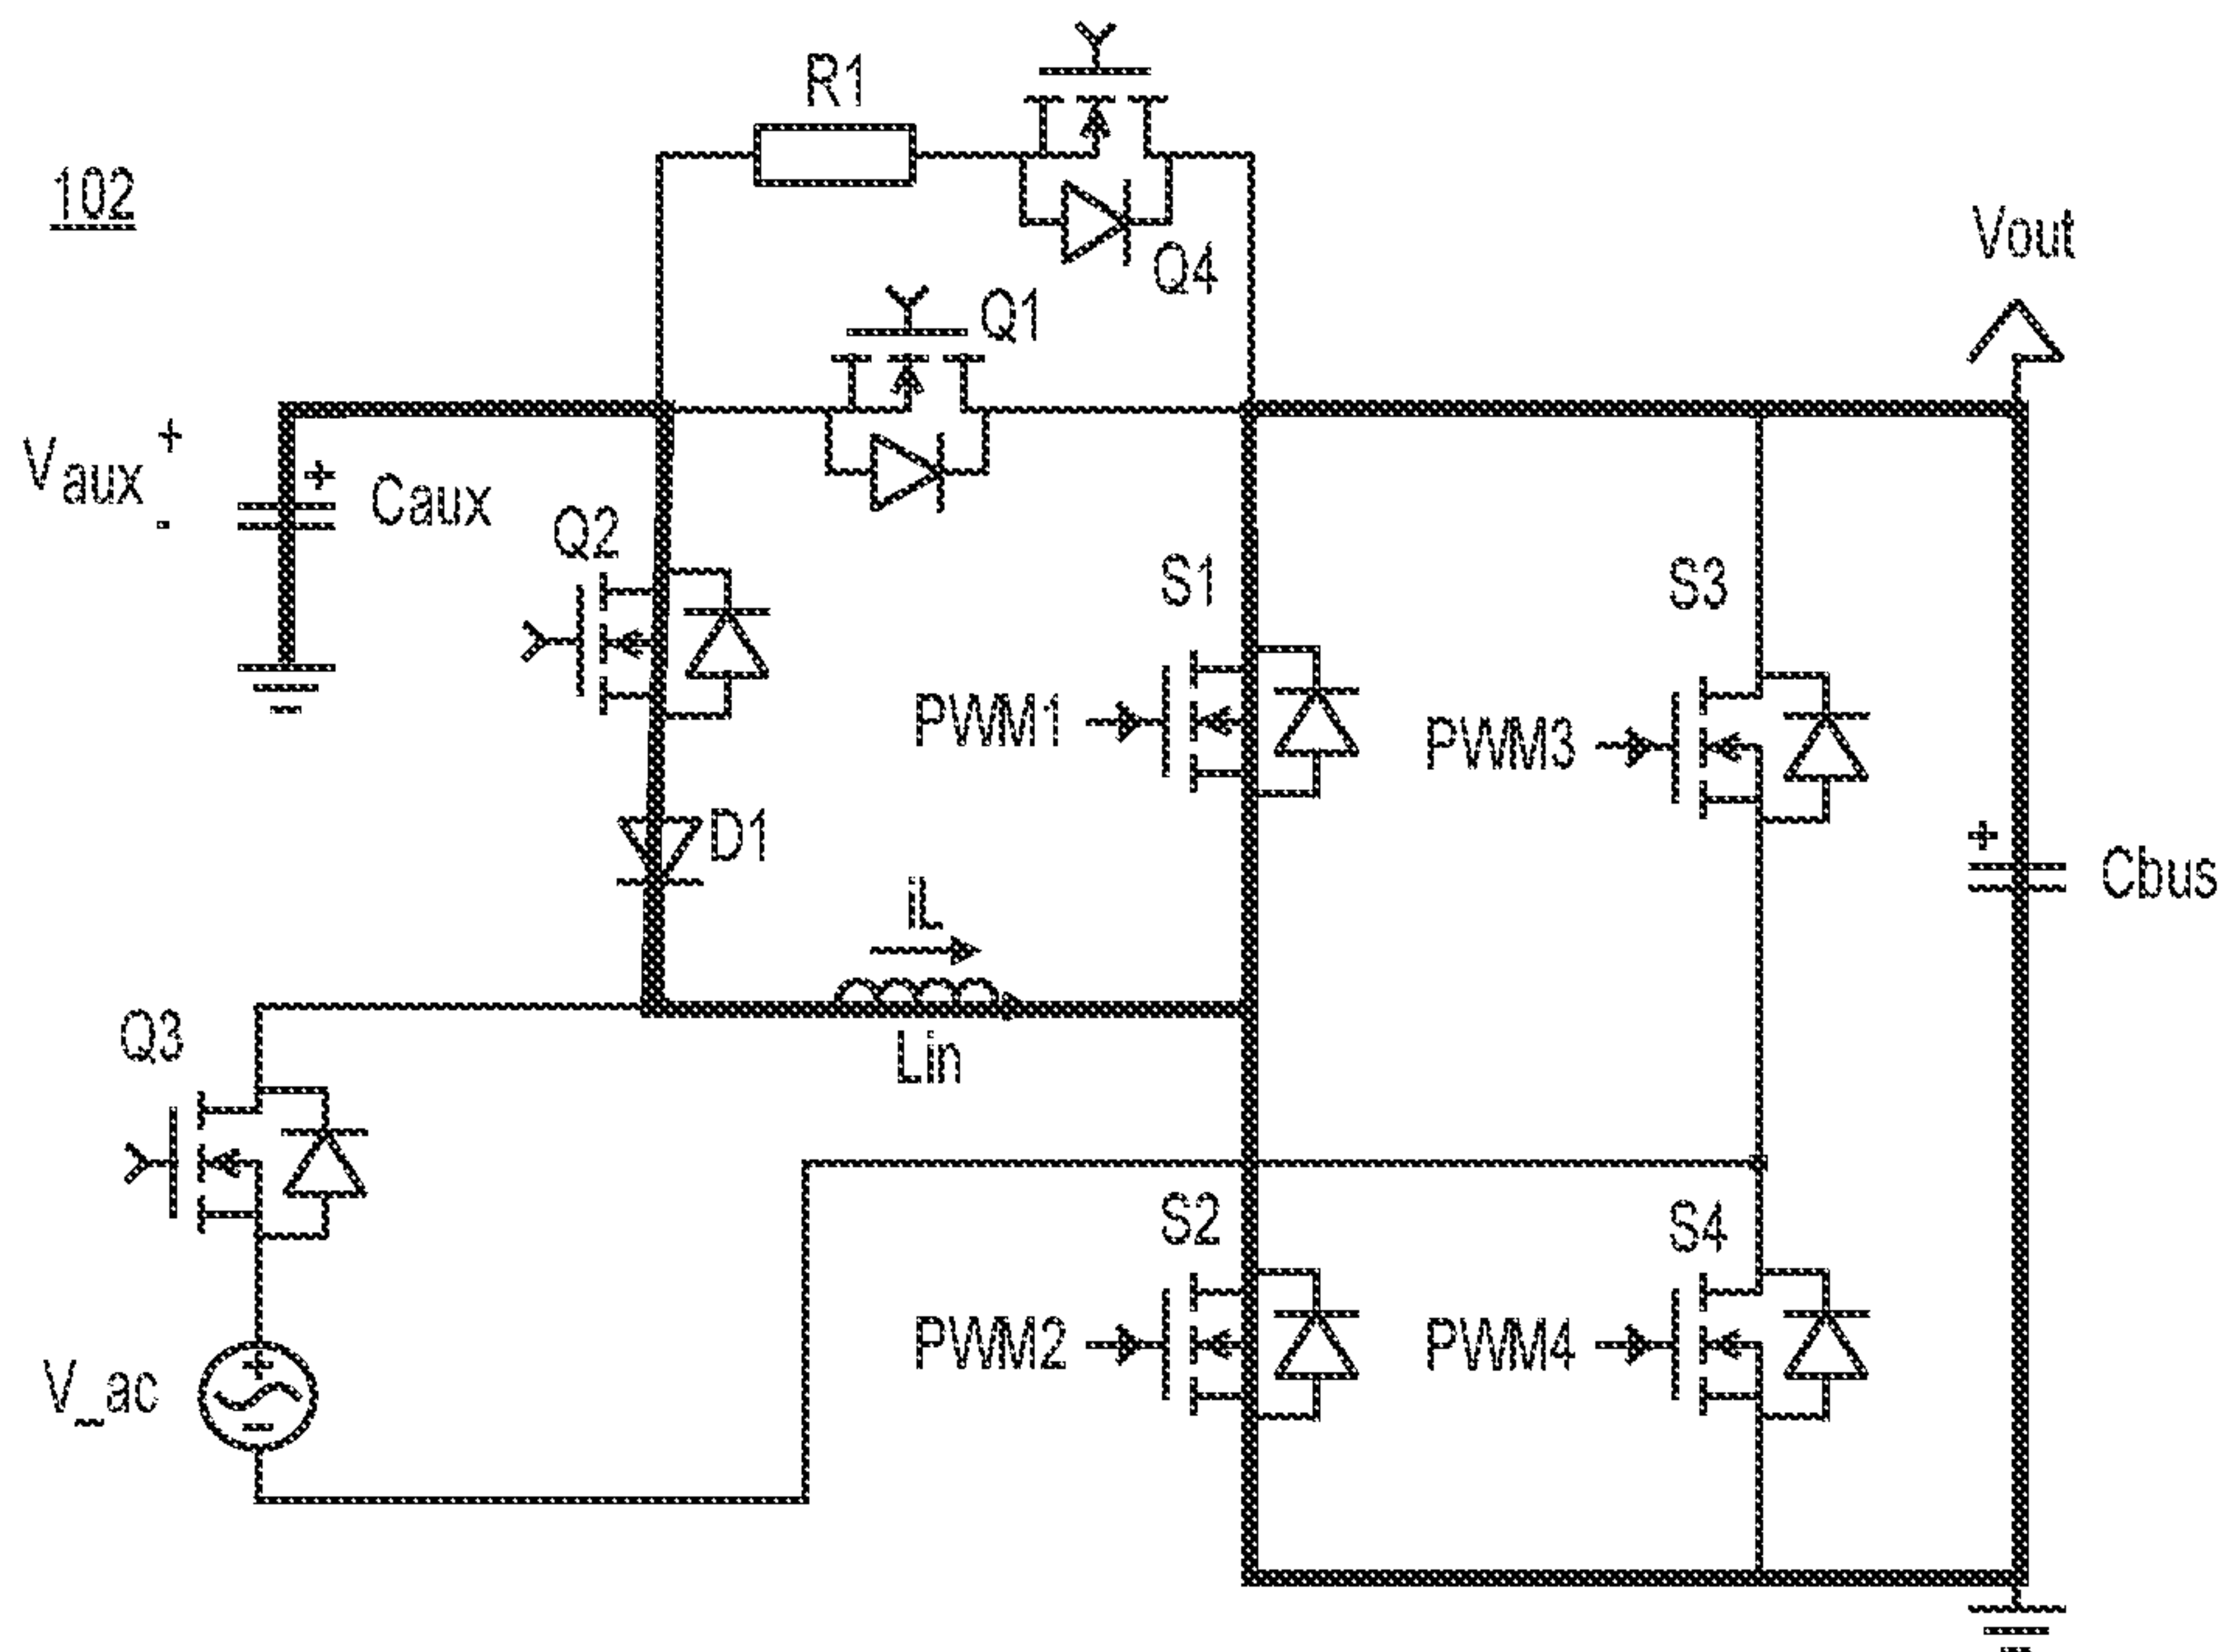 R1
102
Q4
Vout
Q1
Vaux
+
-
+
Caux
Q2
S1
S3
PWM1
PWM3
D1
+
Cbus
iL
Q3
Lin
S2
S4
PWM2
PWM4
V_ac
+
-